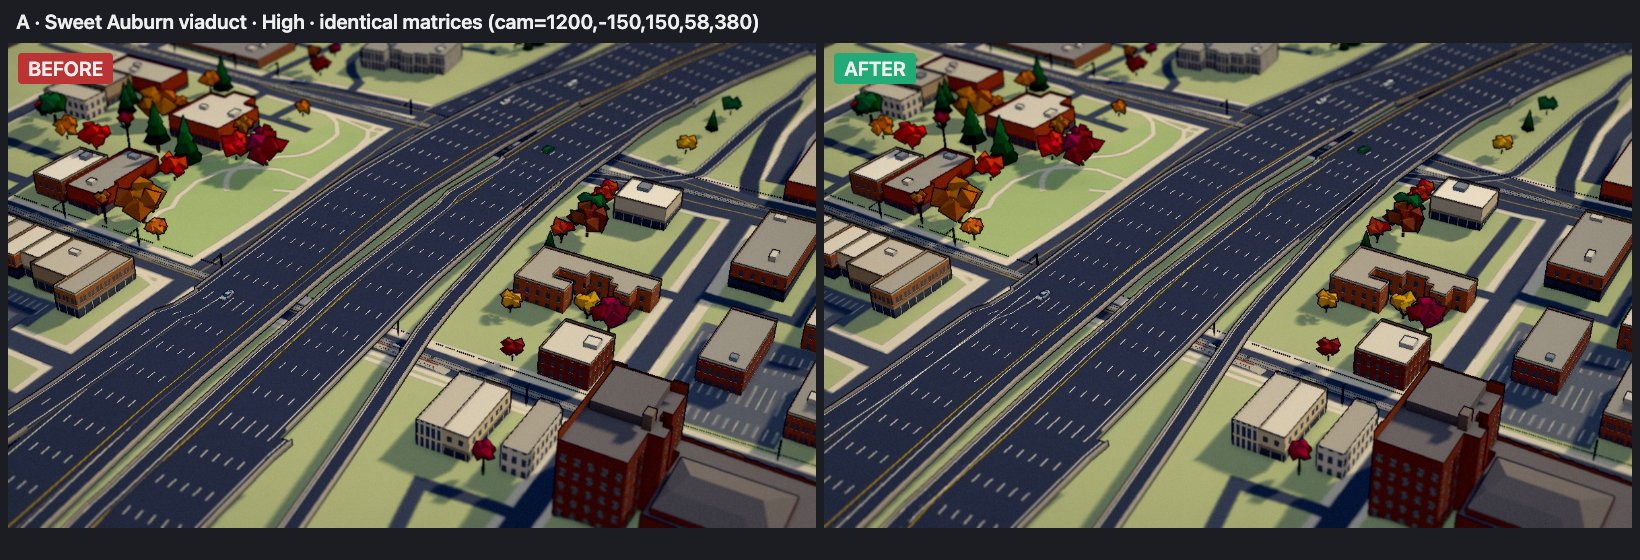 A · Sweet Auburn viaduct · High · identical matrices (cam=1200,-150,150,58,380)
BEFORE
AFTER